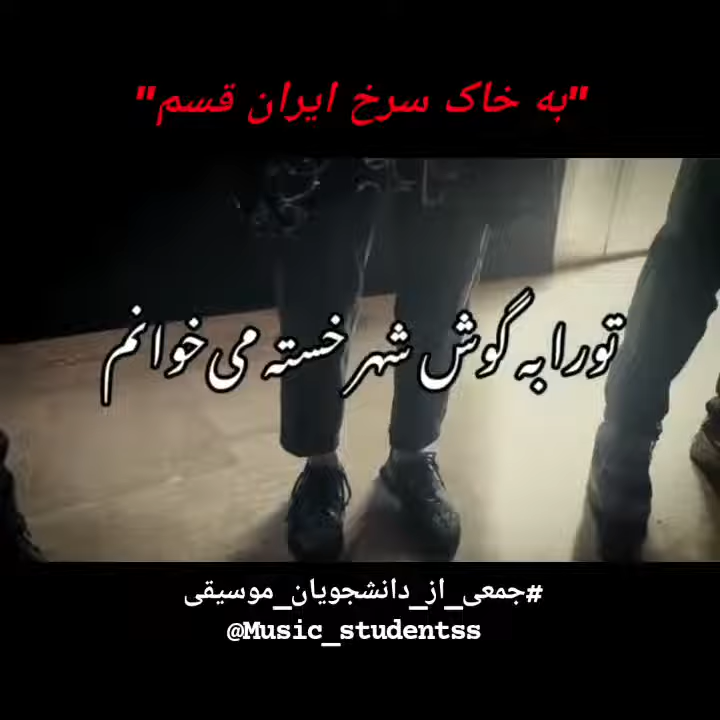 "به خاک سرخ ایران قسم"
تو را به گوش شهر خسته می‌خوانم
#جمعی_از_دانشجویان_موسیقی
@Music_studentss